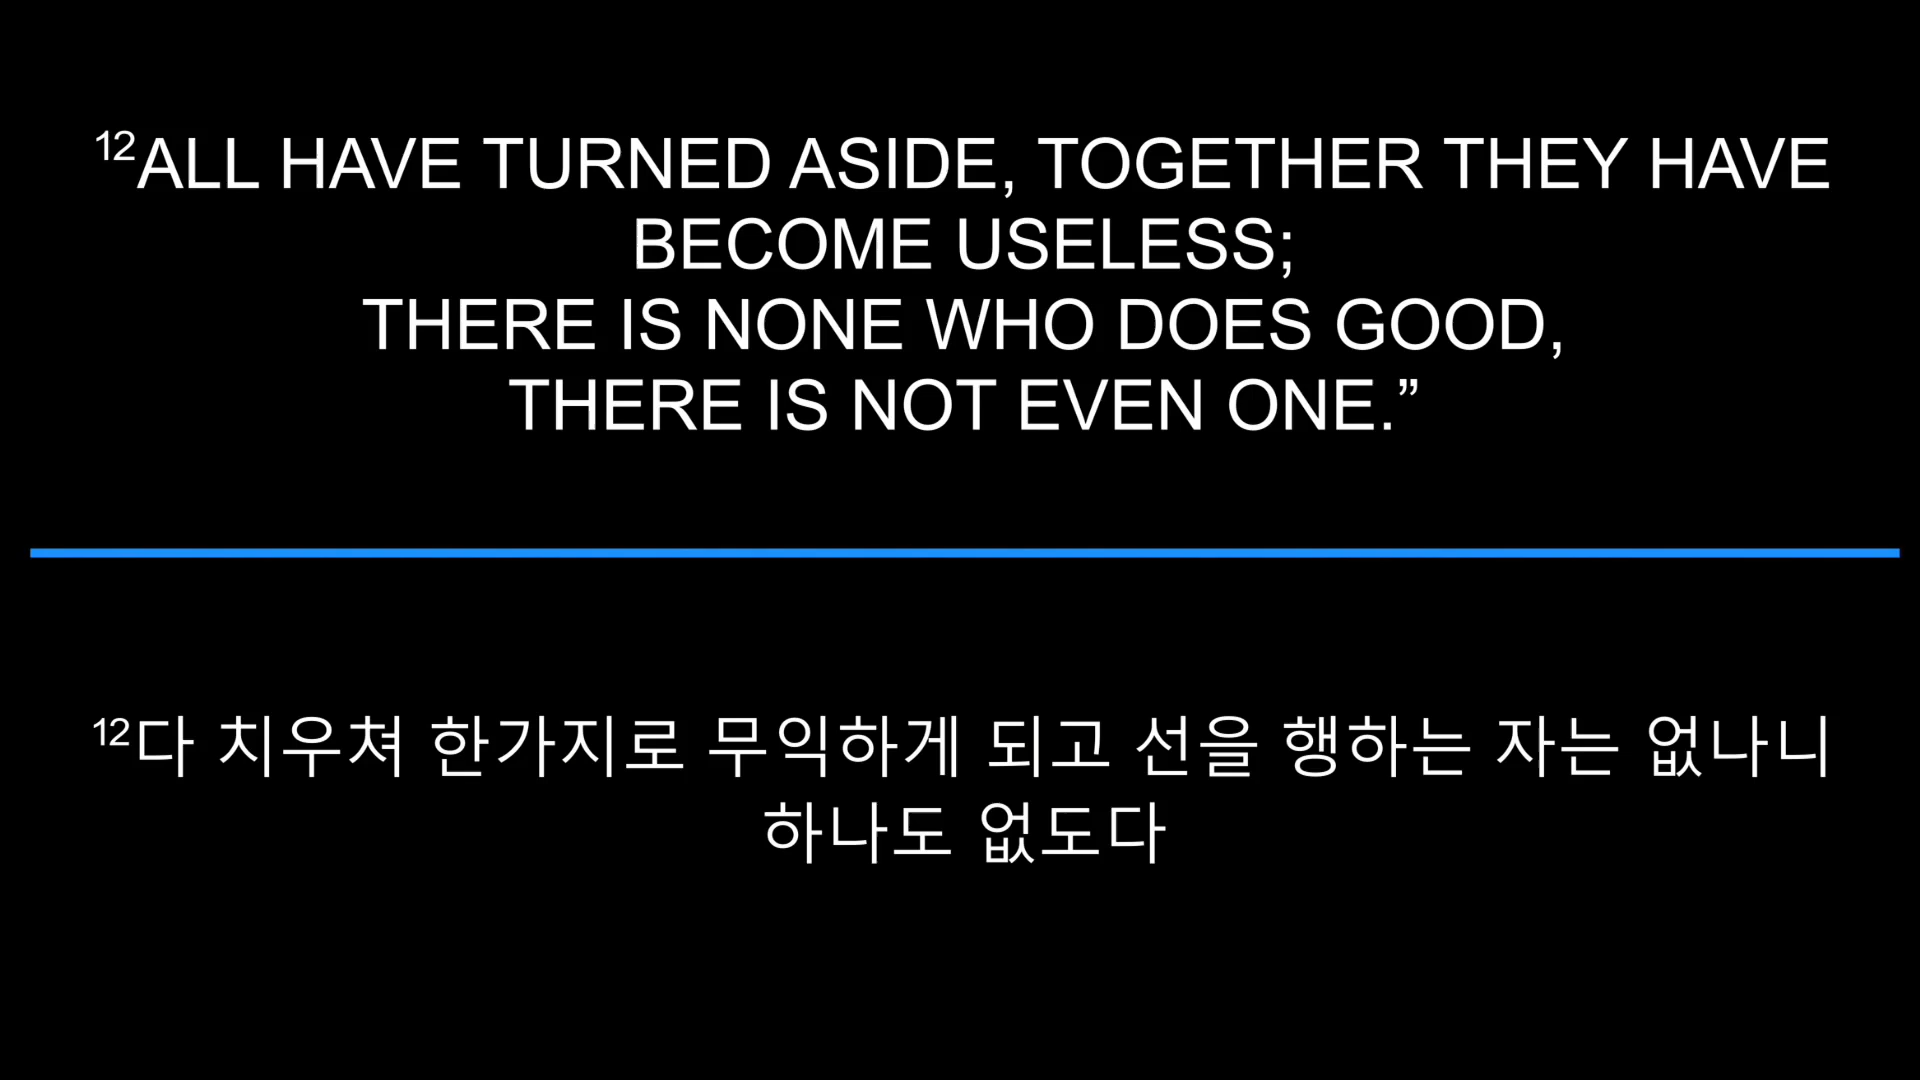 ¹²ALL HAVE TURNED ASIDE, TOGETHER THEY HAVE
BECOME USELESS;
THERE IS NONE WHO DOES GOOD,
THERE IS NOT EVEN ONE.”
¹²다 치우쳐 한가지로 무익하게 되고 선을 행하는 자는 없나니
하나도 없도다